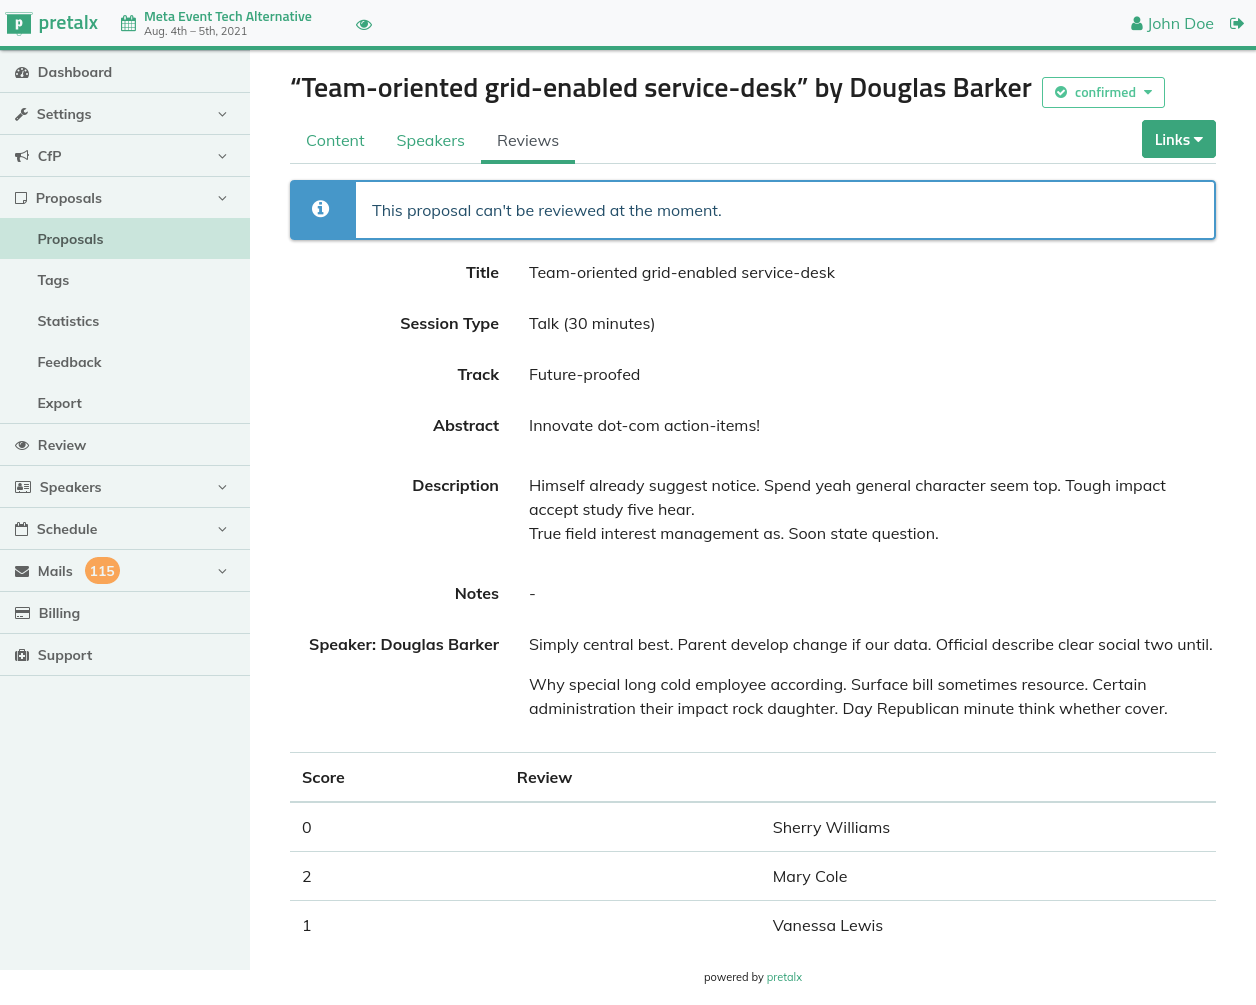 p pretalx
Meta Event Tech Alternative
Aug. 4th – 5th, 2021
John Doe
Dashboard
Settings
CfP
Proposals
Proposals
Tags
Statistics
Feedback
Export
Review
Speakers
Schedule
Mails 115
Billing
Support
“Team-oriented grid-enabled service-desk” by Douglas Barker
confirmed
Content Speakers Reviews
Links
This proposal can't be reviewed at the moment.
Title Team-oriented grid-enabled service-desk
Session Type Talk (30 minutes)
Track Future-proofed
Abstract Innovate dot-com action-items!
Description Himself already suggest notice. Spend yeah general character seem top. Tough impact
accept study five hear.
True field interest management as. Soon state question.
Notes -
Speaker: Douglas Barker Simply central best. Parent develop change if our data. Official describe clear social two until.
Why special long cold employee according. Surface bill sometimes resource. Certain
administration their impact rock daughter. Day Republican minute think whether cover.
Score Review
0 Sherry Williams
2 Mary Cole
1 Vanessa Lewis
powered by pretalx